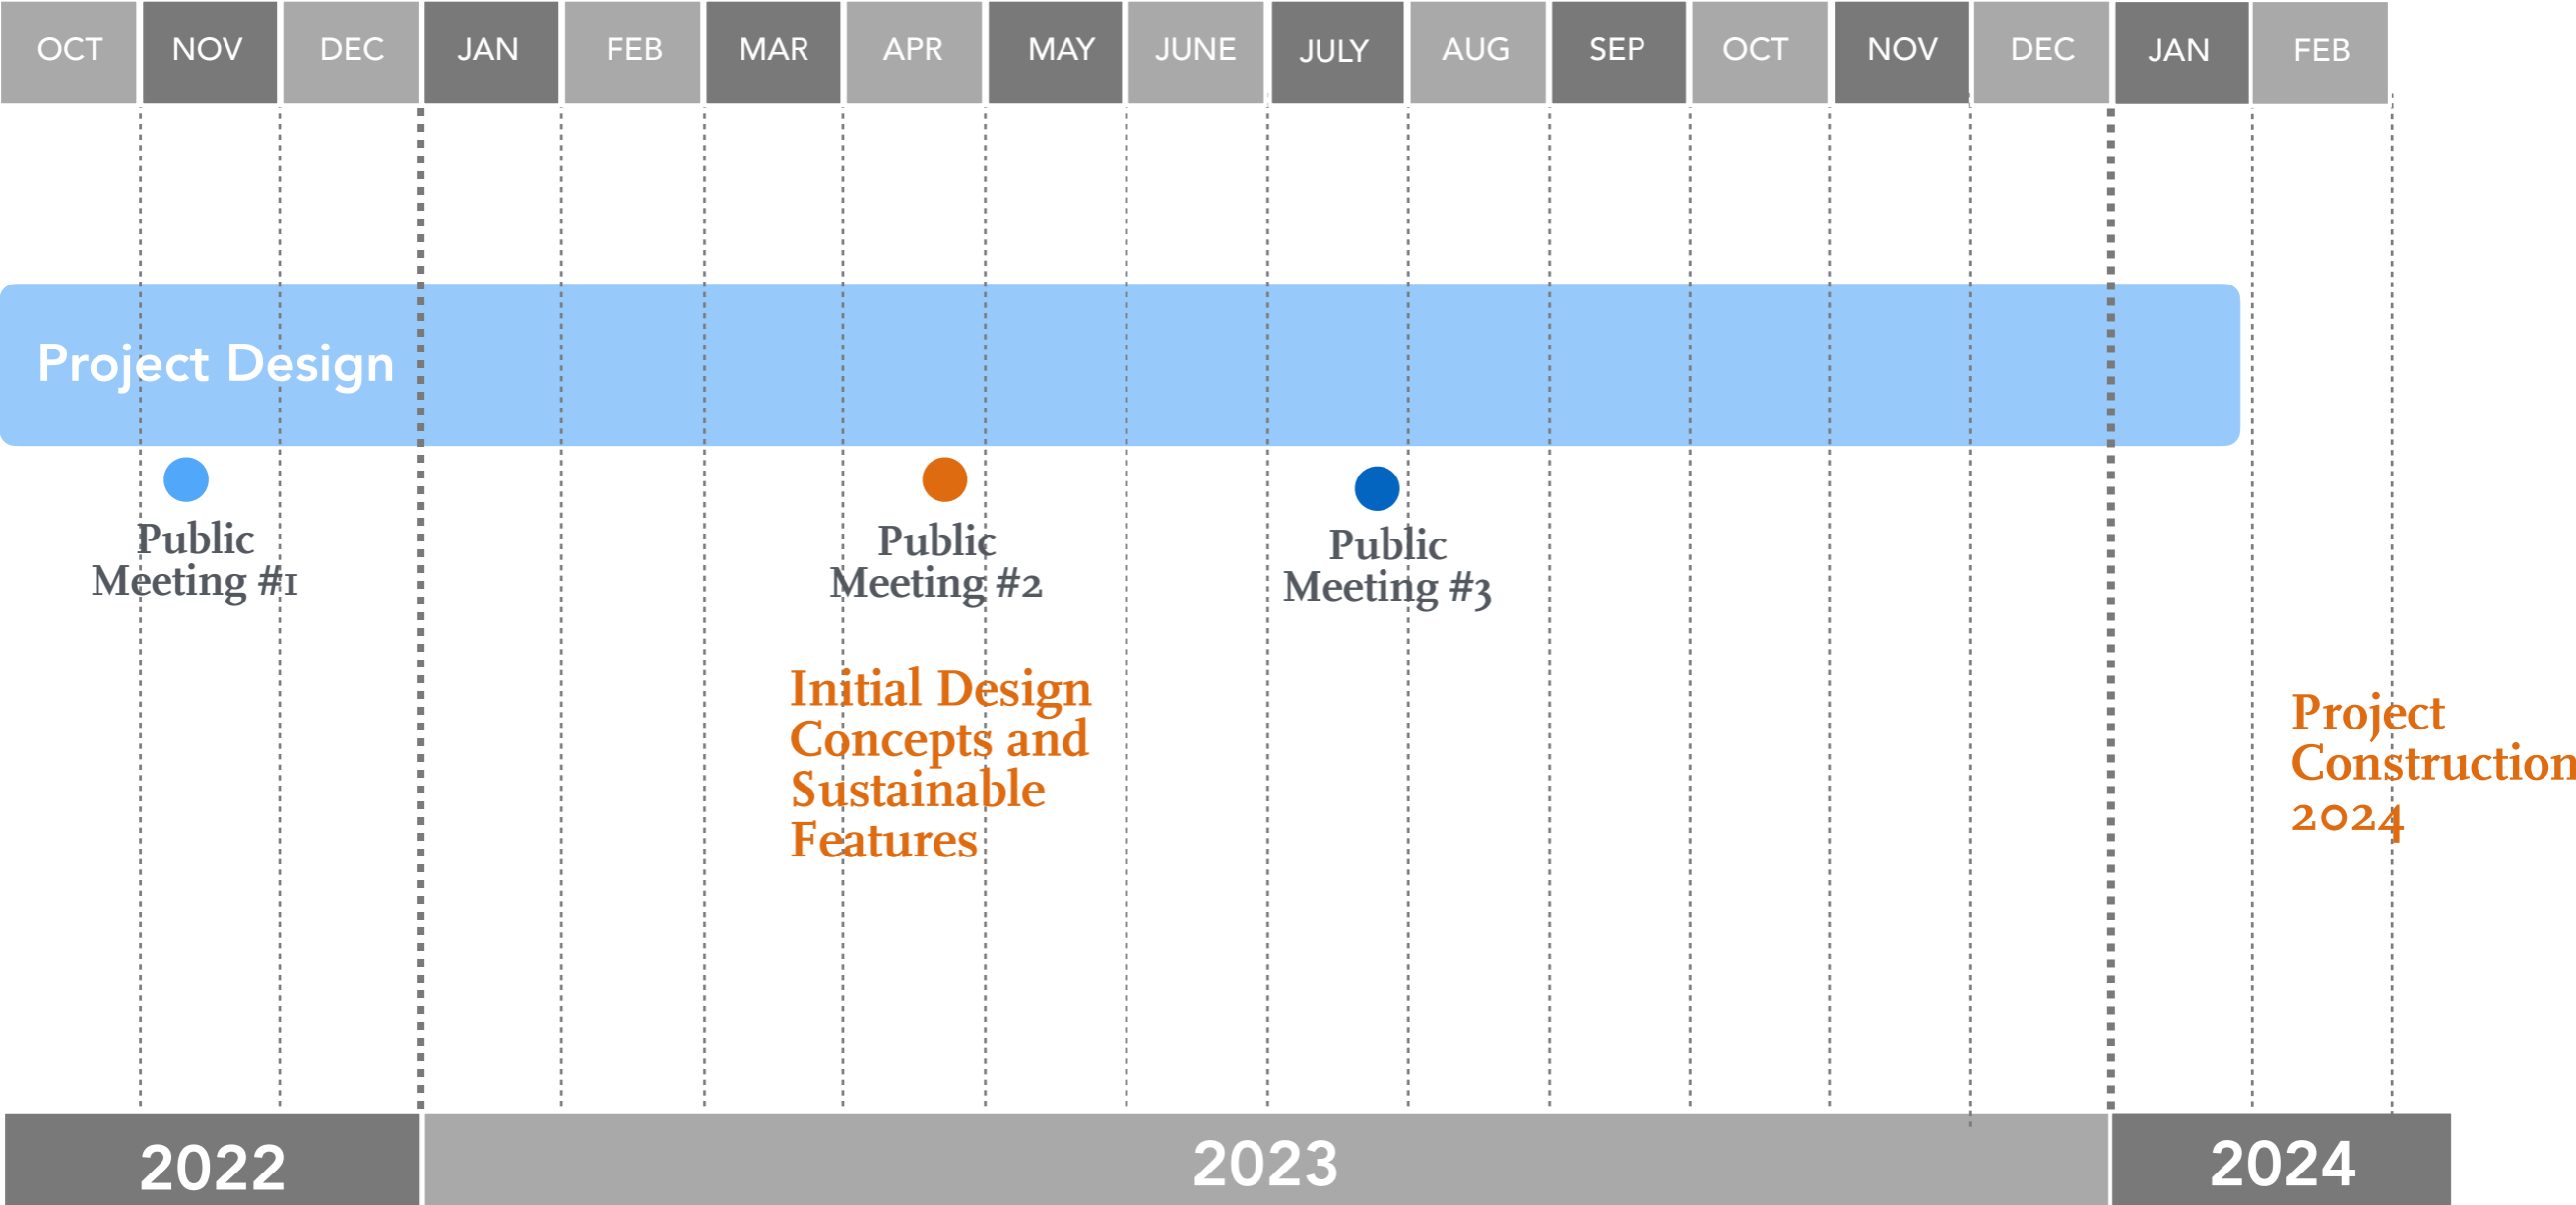 OCT NOV DEC JAN FEB MAR APR MAY JUNE JULY AUG SEP OCT NOV DEC JAN FEB
Project Design
Public
Meeting #1
Public
Meeting #2
Public
Meeting #3
Initial Design
Concepts and
Sustainable
Features
Project
Construction
2024
2022 2023 2024